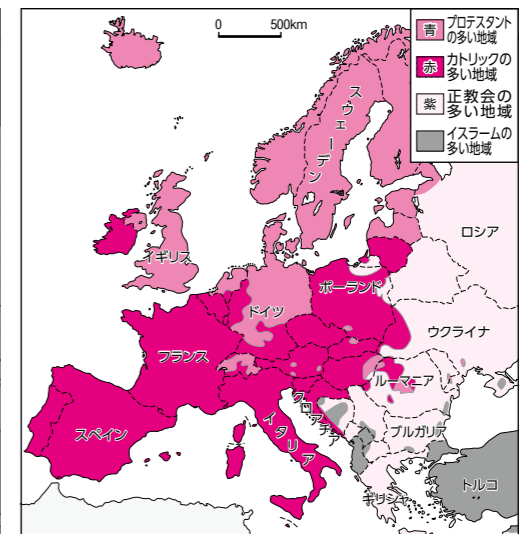 0 500km
青 プロテスタント
の多い地域
赤 カトリックの
多い地域
紫 正教会の
多い地域
イスラームの
多い地域
スウェーデン
ロシア
イギリス
ポーランド
ドイツ
ウクライナ
フランス
ルーマニア
クロアチア
イタリア
スペイン
ブルガリア
トルコ
ギリシャ